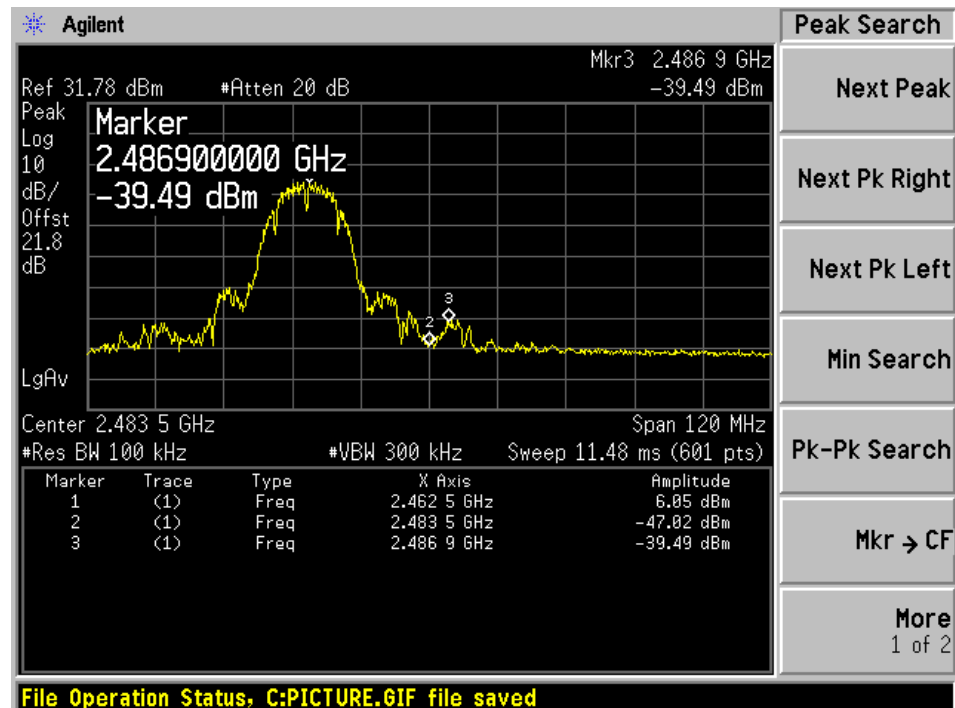 Agilent
Peak Search
Mkr3 2.486 9 GHz
Ref 31.78 dBm #Atten 20 dB -39.49 dBm
Peak
Log
10
dB/
Offst
21.8
dB
LgAv
Marker
2.486900000 GHz
-39.49 dBm
3
2
Center 2.483 5 GHz Span 120 MHz
#Res BW 100 kHz #VBW 300 kHz Sweep 11.48 ms (601 pts)
Marker Trace Type X Axis Amplitude
1 (1) Freq 2.462 5 GHz 6.05 dBm
2 (1) Freq 2.483 5 GHz -47.02 dBm
3 (1) Freq 2.486 9 GHz -39.49 dBm
Next Peak
Next Pk Right
Next Pk Left
Min Search
Pk-Pk Search
Mkr → CF
More
1 of 2
File Operation Status, C:PICTURE.GIF file saved